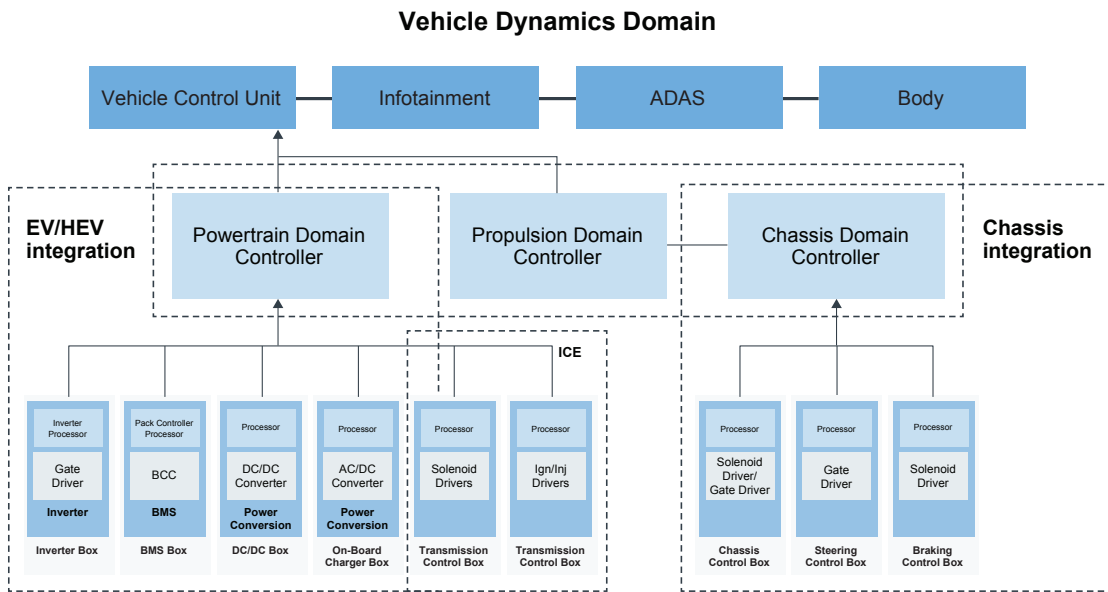 Vehicle Dynamics Domain
Vehicle Control Unit
Infotainment
ADAS
Body
EV/HEV
integration
Powertrain Domain
Controller
Propulsion Domain
Controller
Chassis Domain
Controller
Chassis
integration
ICE
Inverter
Processor
Gate
Driver
Inverter
Inverter Box
Pack Controller
Processor
BCC
BMS
BMS Box
Processor
DC/DC
Converter
Power
Conversion
DC/DC Box
Processor
AC/DC
Converter
Power
Conversion
On-Board
Charger Box
Processor
Solenoid
Drivers
Transmission
Control Box
Processor
Ign/Inj
Drivers
Transmission
Control Box
Processor
Solenoid
Driver/
Gate Driver
Chassis
Control Box
Processor
Gate
Driver
Steering
Control Box
Processor
Solenoid
Driver
Braking
Control Box